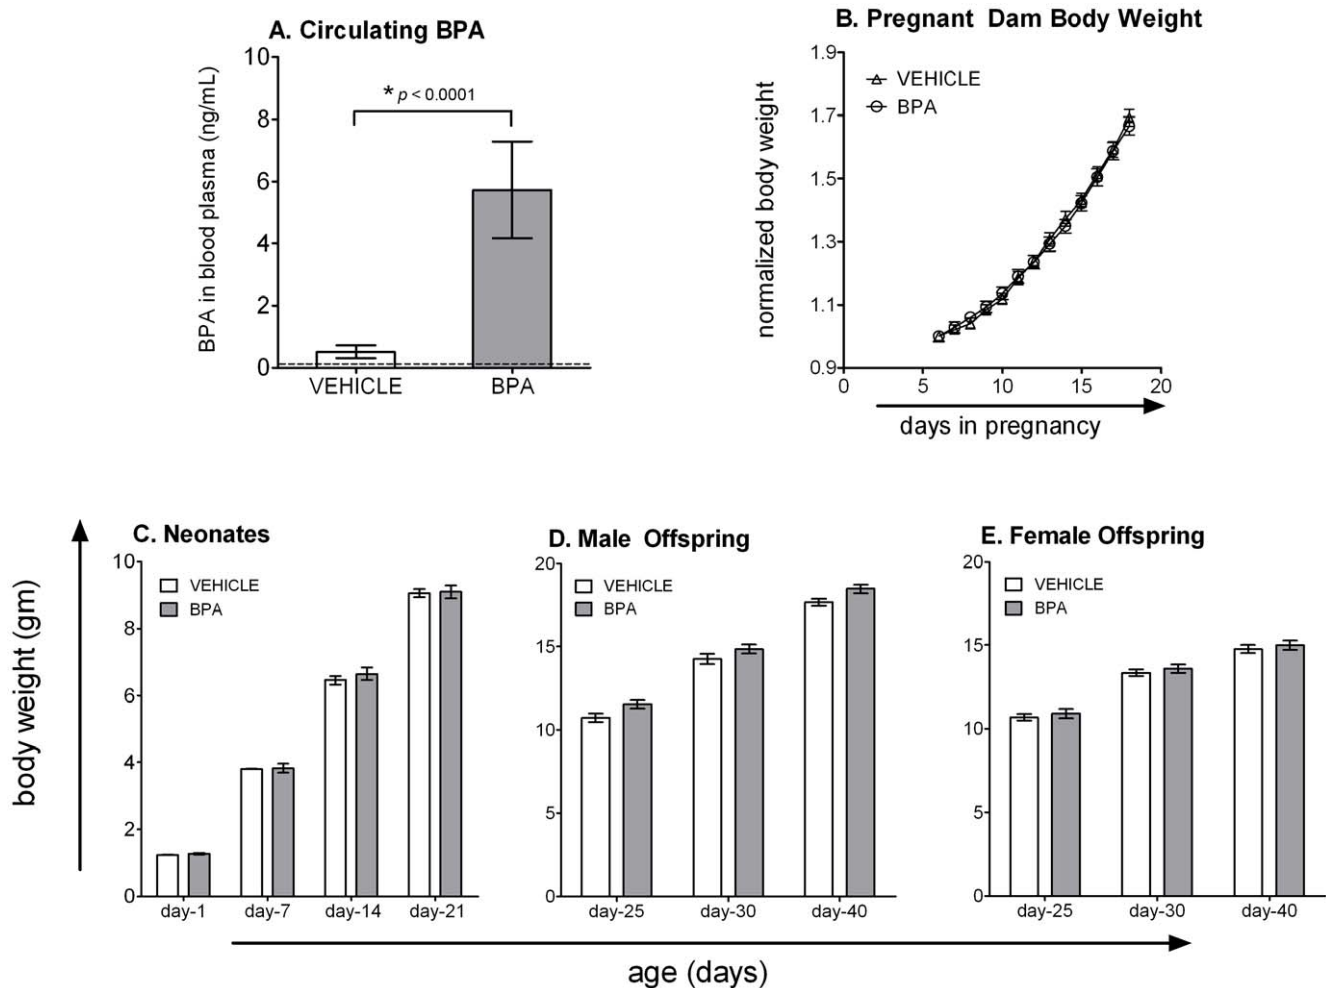 A. Circulating BPA
BPA in blood plasma (ng/mL)
10
8
6
4
2
0
* p < 0.0001
VEHICLE
BPA
B. Pregnant Dam Body Weight
normalized body weight
1.9
1.7
1.5
1.3
1.1
0.9
VEHICLE
BPA
0
5
10
15
20
days in pregnancy
body weight (gm)
C. Neonates
10
8
6
4
2
0
VEHICLE
BPA
day-1
day-7
day-14
day-21
D. Male Offspring
20
15
10
5
0
VEHICLE
BPA
day-25
day-30
day-40
E. Female Offspring
20
15
10
5
0
VEHICLE
BPA
day-25
day-30
day-40
age (days)